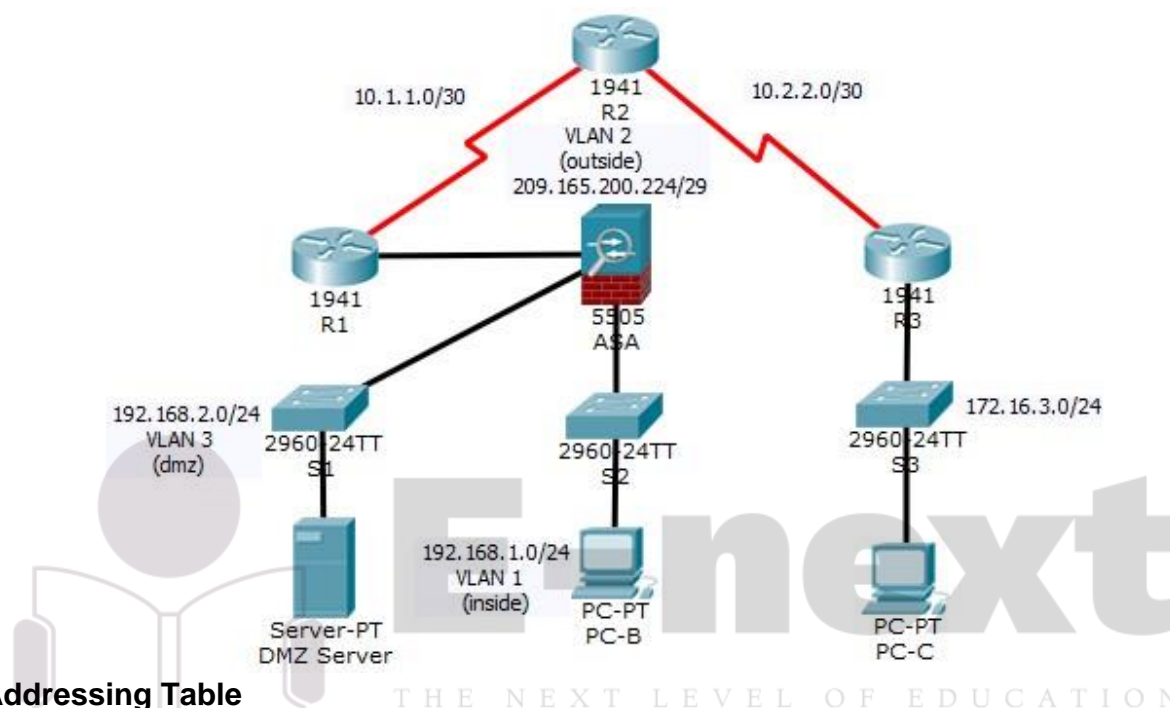 1941
R2
10.1.1.0/30
10.2.2.0/30
VLAN 2
(outside)
209.165.200.224/29
1941
R1
5505
ASA
1941
R3
192.168.2.0/24
VLAN 3
(dmz)
2960-24TT
S1
2960-24TT
S2
2960-24TT
S3
172.16.3.0/24
192.168.1.0/24
VLAN 1
(inside)
Server-PT
DMZ Server
PC-PT
PC-B
PC-PT
PC-C
E-next
THE NEXT LEVEL OF EDUCATION
Addressing Table